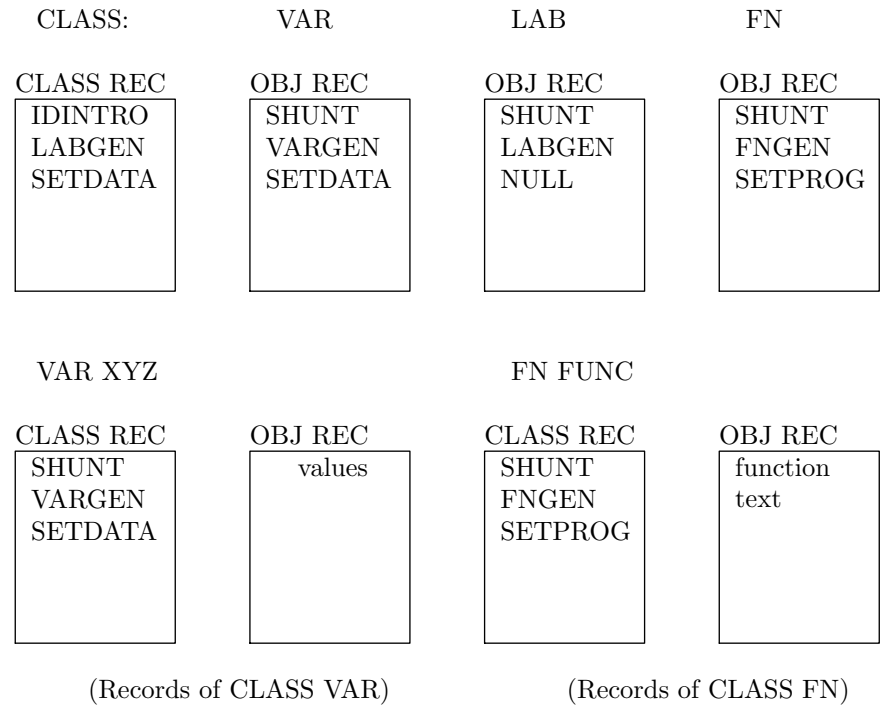 CLASS: VAR LAB FN
CLASS REC OBJ REC OBJ REC OBJ REC
IDINTRO SHUNT SHUNT SHUNT
LABGEN VARGEN LABGEN FNGEN
SETDATA SETDATA NULL SETPROG
VAR XYZ FN FUNC
CLASS REC OBJ REC CLASS REC OBJ REC
SHUNT values SHUNT function
VARGEN FNGEN text
SETDATA SETPROG
(Records of CLASS VAR) (Records of CLASS FN)